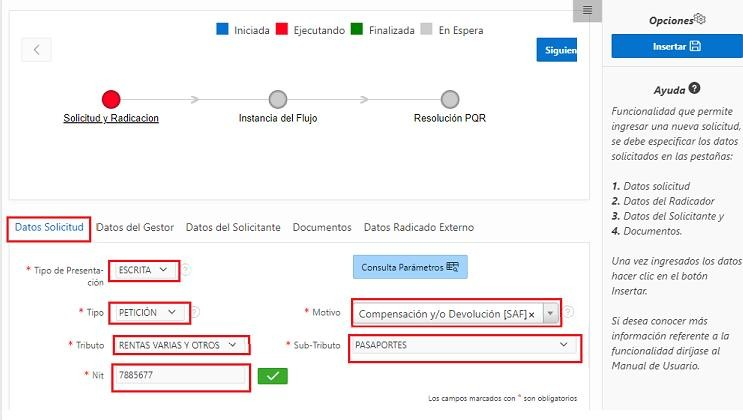 Iniciada Ejecutando Finalizada En Espera
Siguien
Solicitud y Radicacion Instancia del Flujo Resolución PQR
Datos Solicitud Datos del Gestor Datos del Solicitante Documentos Datos Radicado Externo
* Tipo de Presenta-
ción
ESCRITA
Consulta Parámetros
* Tipo PETICIÓN
* Motivo Compensación y/o Devolución [SAF] x
* Tributo RENTAS VARIAS Y OTROS
* Sub-Tributo PASAPORTES
* Nit 7885677
Los campos marcados con * son obligatorios
Opciones
Insertar
Ayuda ?
Funcionalidad que permite
ingresar una nueva solicitud,
se debe especificar los datos
solicitados en las pestañas:
1. Datos solicitud
2. Datos del Radicador
3. Datos del Solicitante y
4. Documentos.
Una vez ingresados los datos
hacer clic en el botón
Insertar.
Si desea conocer más
información referente a la
funcionalidad diríjase al
Manual de Usuario.